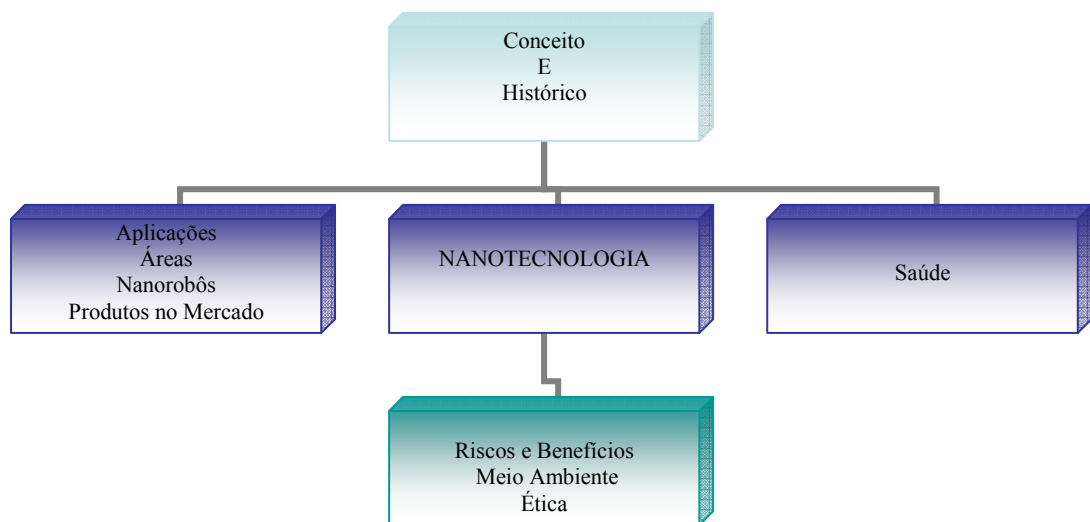 Conceito
E
Histórico
Aplicações
Áreas
Nanorobôs
Produtos no Mercado
NANOTECNOLOGIA
Saúde
Riscos e Benefícios
Meio Ambiente
Ética